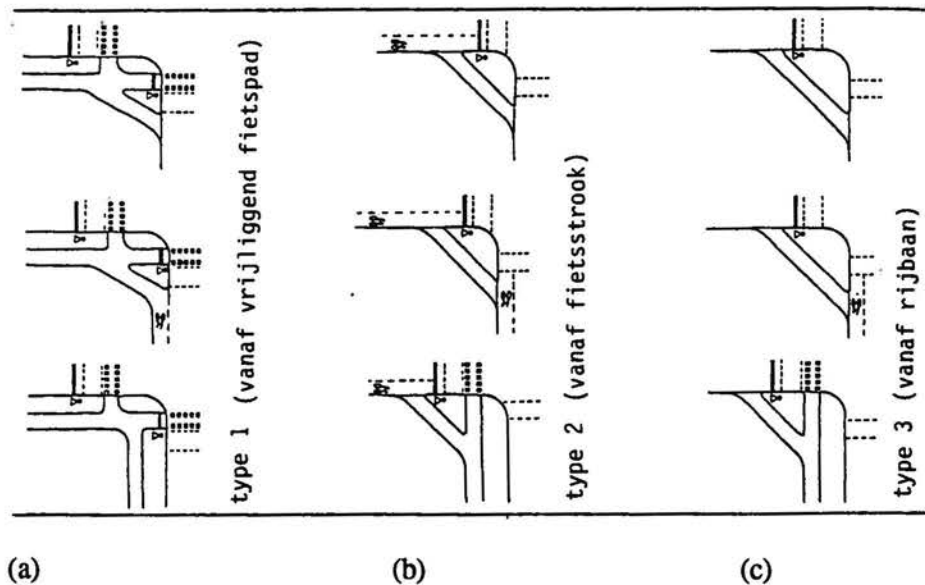 type 1 (vanaf vrijliggend fietspad)
type 2 (vanaf fietsstrook)
type 3 (vanaf rijbaan)
(a) (b) (c)